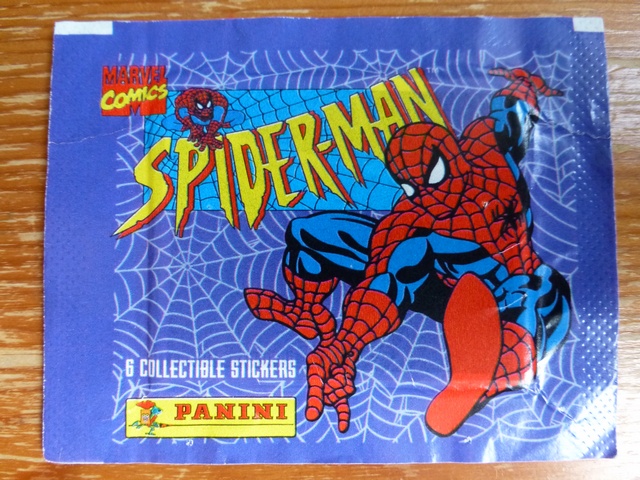 MARVEL
COMICS
SPIDER-MAN
6 COLLECTIBLE STICKERS
PANINI